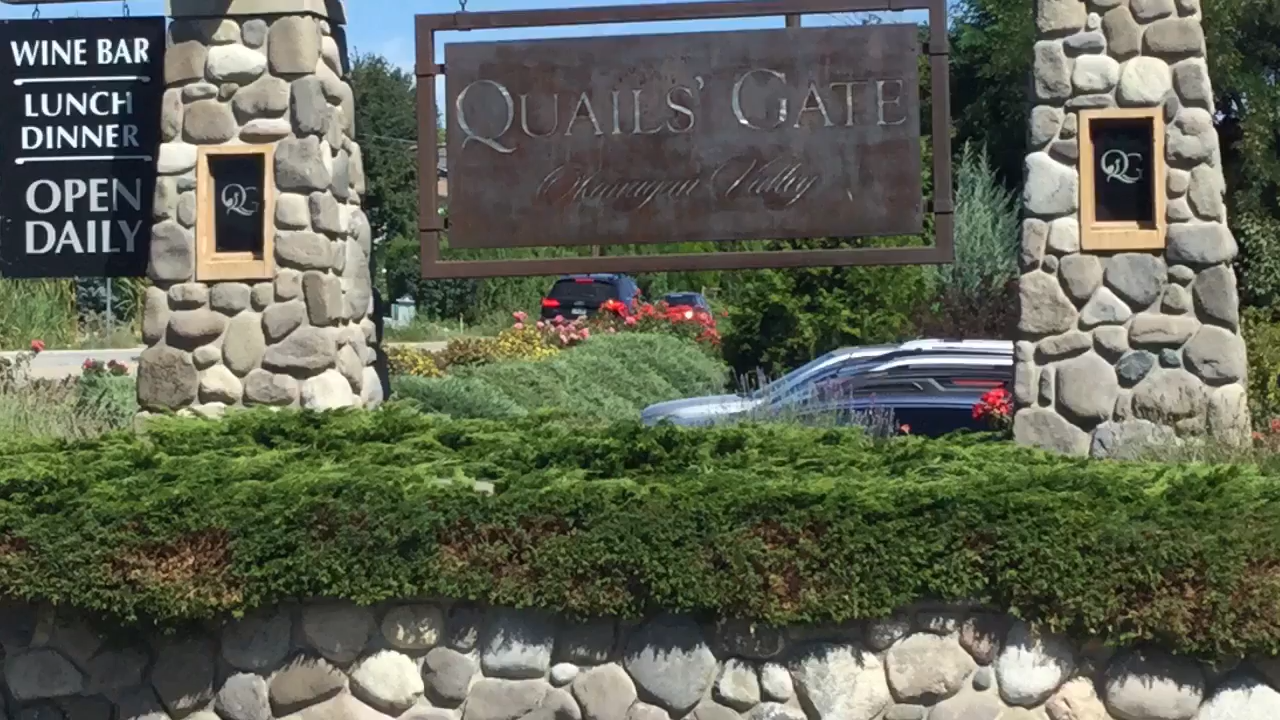 WINE BAR
LUNCH
DINNER
OPEN
DAILY
QUAILS' GATE
Okanagan Valley
QG
QG